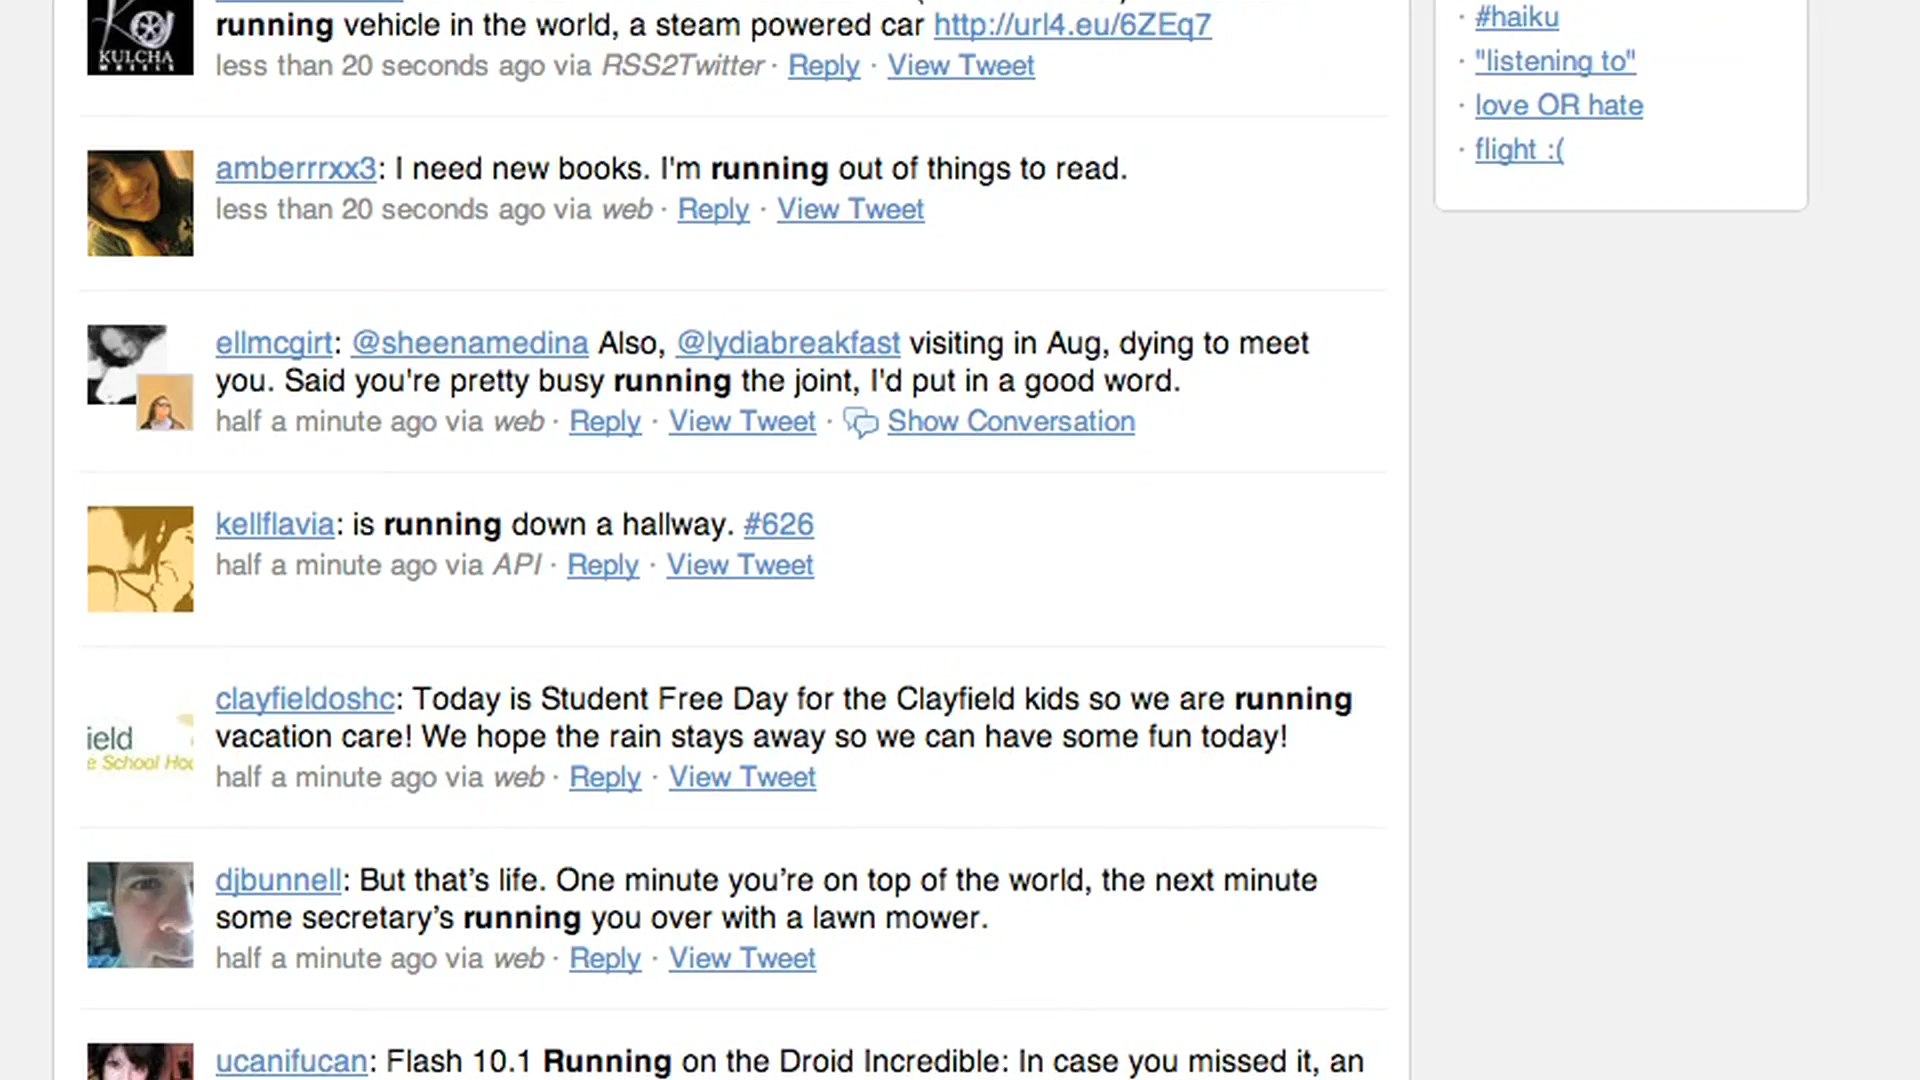 running vehicle in the world, a steam powered car http://url4.eu/6ZEq7
less than 20 seconds ago via RSS2Twitter · Reply · View Tweet
KULCHA
amberrrxx3: I need new books. I'm running out of things to read.
less than 20 seconds ago via web · Reply · View Tweet
ellmcgirt: @sheenamedina Also, @lydiabreakfast visiting in Aug, dying to meet
you. Said you're pretty busy running the joint, I'd put in a good word.
half a minute ago via web · Reply · View Tweet · Show Conversation
kellflavia: is running down a hallway. #626
half a minute ago via API · Reply · View Tweet
clayfieldoshc: Today is Student Free Day for the Clayfield kids so we are running
vacation care! We hope the rain stays away so we can have some fun today!
half a minute ago via web · Reply · View Tweet
ield
e School Hou
djbunnell: But that’s life. One minute you’re on top of the world, the next minute
some secretary’s running you over with a lawn mower.
half a minute ago via web · Reply · View Tweet
ucanifucan: Flash 10.1 Running on the Droid Incredible: In case you missed it, an
· #haiku
· "listening to"
· love OR hate
· flight :(